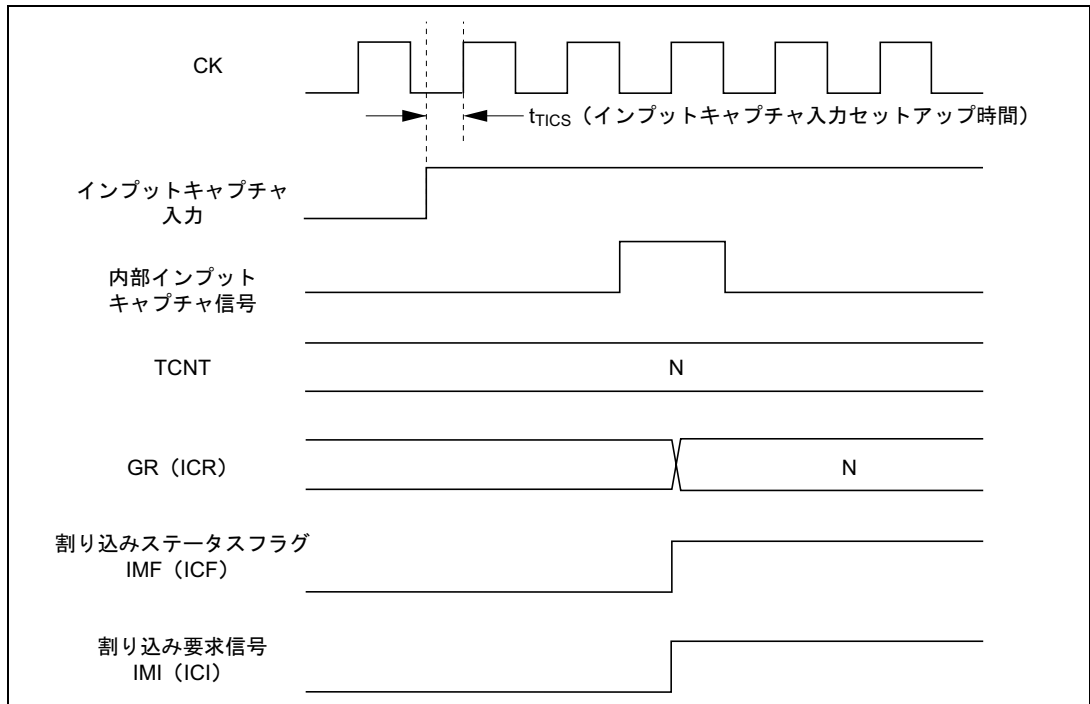 CK
tTICS（インプットキャプチャ入力セットアップ時間）
インプットキャプチャ
入力
内部インプット
キャプチャ信号
TCNT
N
GR（ICR）
N
割り込みステータスフラグ
IMF（ICF）
割り込み要求信号
IMI（ICI）